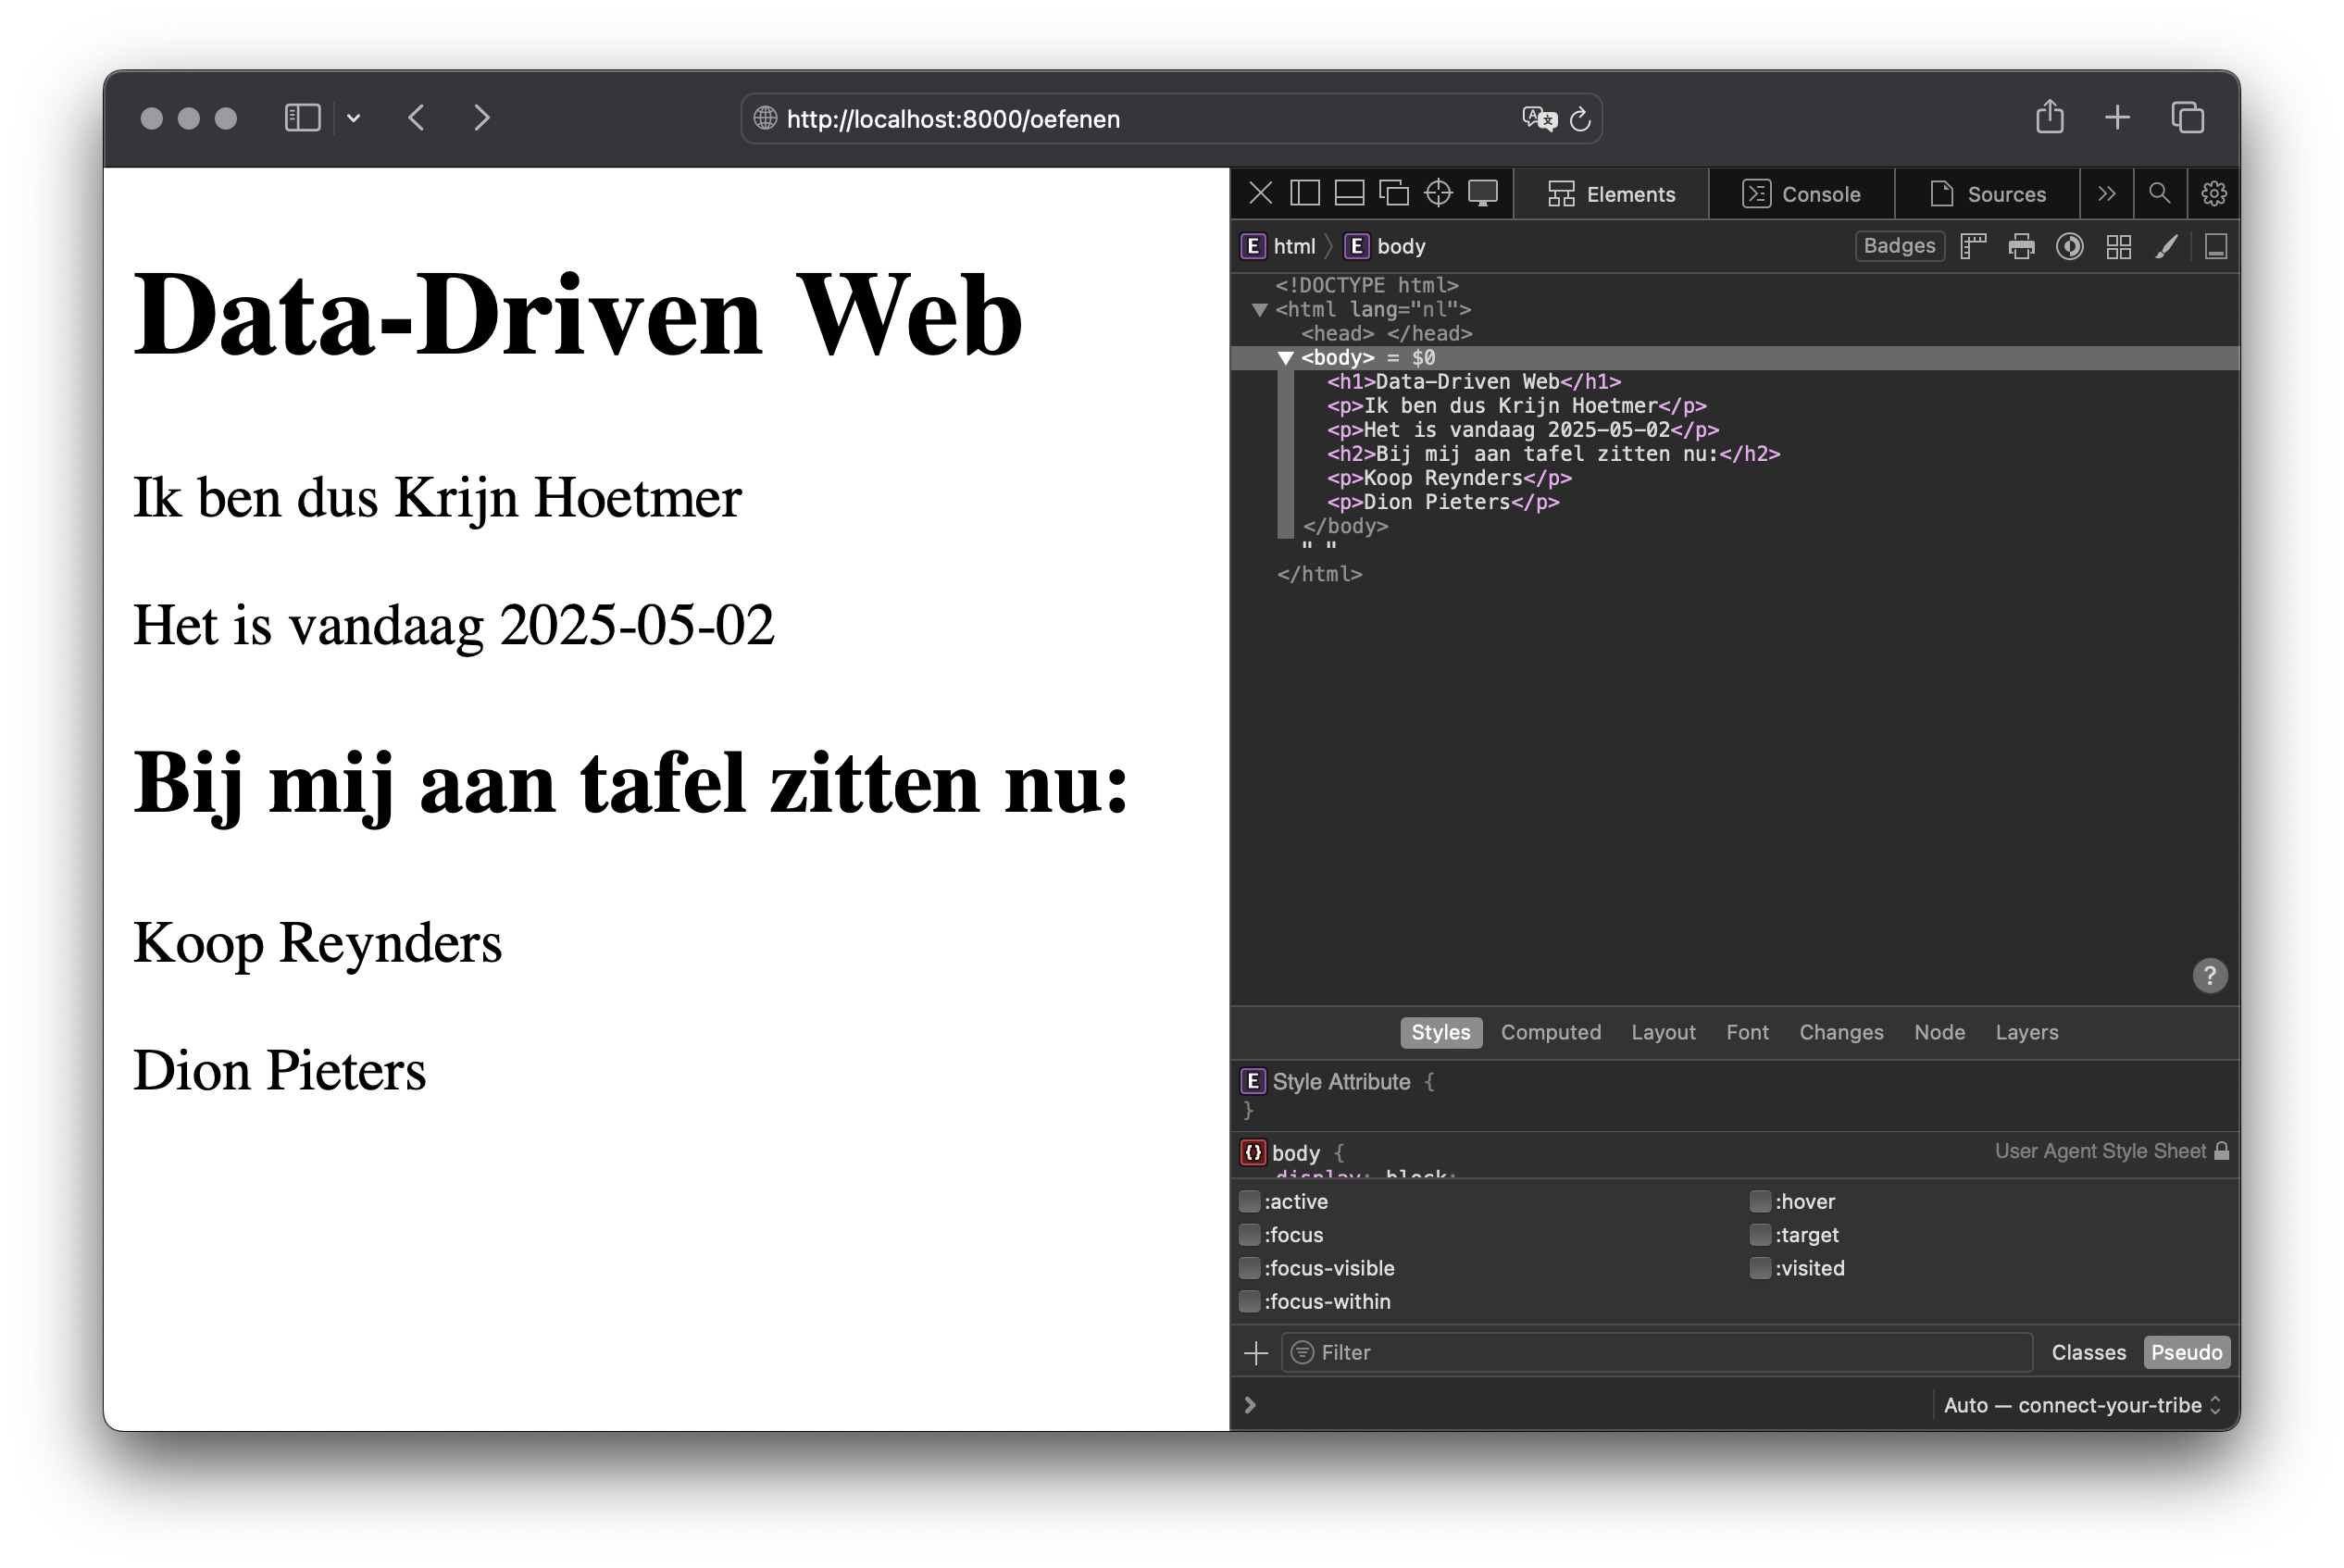 http://localhost:8000/oefenen
Data-Driven Web
Ik ben dus Krijn Hoetmer
Het is vandaag 2025-05-02
Bij mij aan tafel zitten nu:
Koop Reynders
Dion Pieters
Elements
Console
Sources
E html
E body
Badges
<!DOCTYPE html>
<html lang="nl">
<head> </head>
<body> = $0
<h1>Data-Driven Web</h1>
<p>Ik ben dus Krijn Hoetmer</p>
<p>Het is vandaag 2025-05-02</p>
<h2>Bij mij aan tafel zitten nu:</h2>
<p>Koop Reynders</p>
<p>Dion Pieters</p>
</body>
" "
</html>
?
Styles Computed Layout Font Changes Node Layers
E Style Attribute {
}
{} body { User Agent Style Sheet
display: block;
:active :hover
:focus :target
:focus-visible :visited
:focus-within
Filter Classes Pseudo
Auto — connect-your-tribe